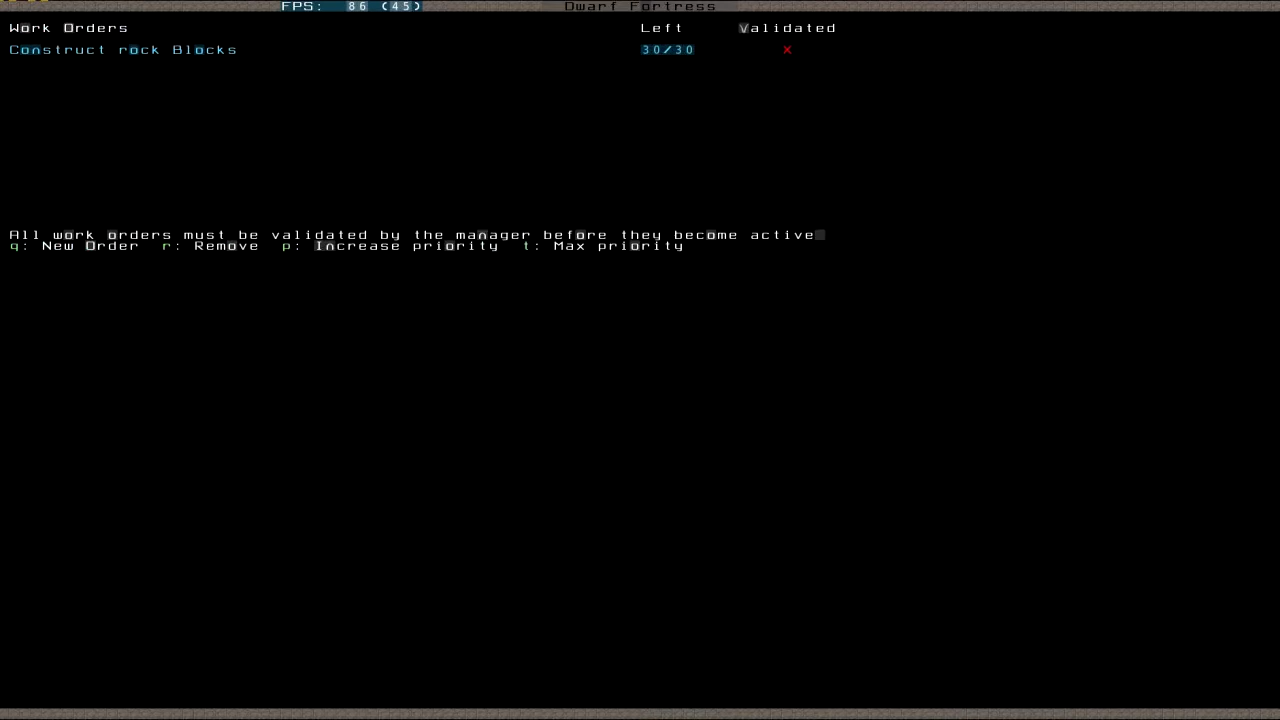 FPS: 86 (45) Dwarf Fortress
Work Orders Left Validated
Construct rock Blocks 30/30 X
All work orders must be validated by the manager before they become active.
q: New Order r: Remove p: Increase priority t: Max priority